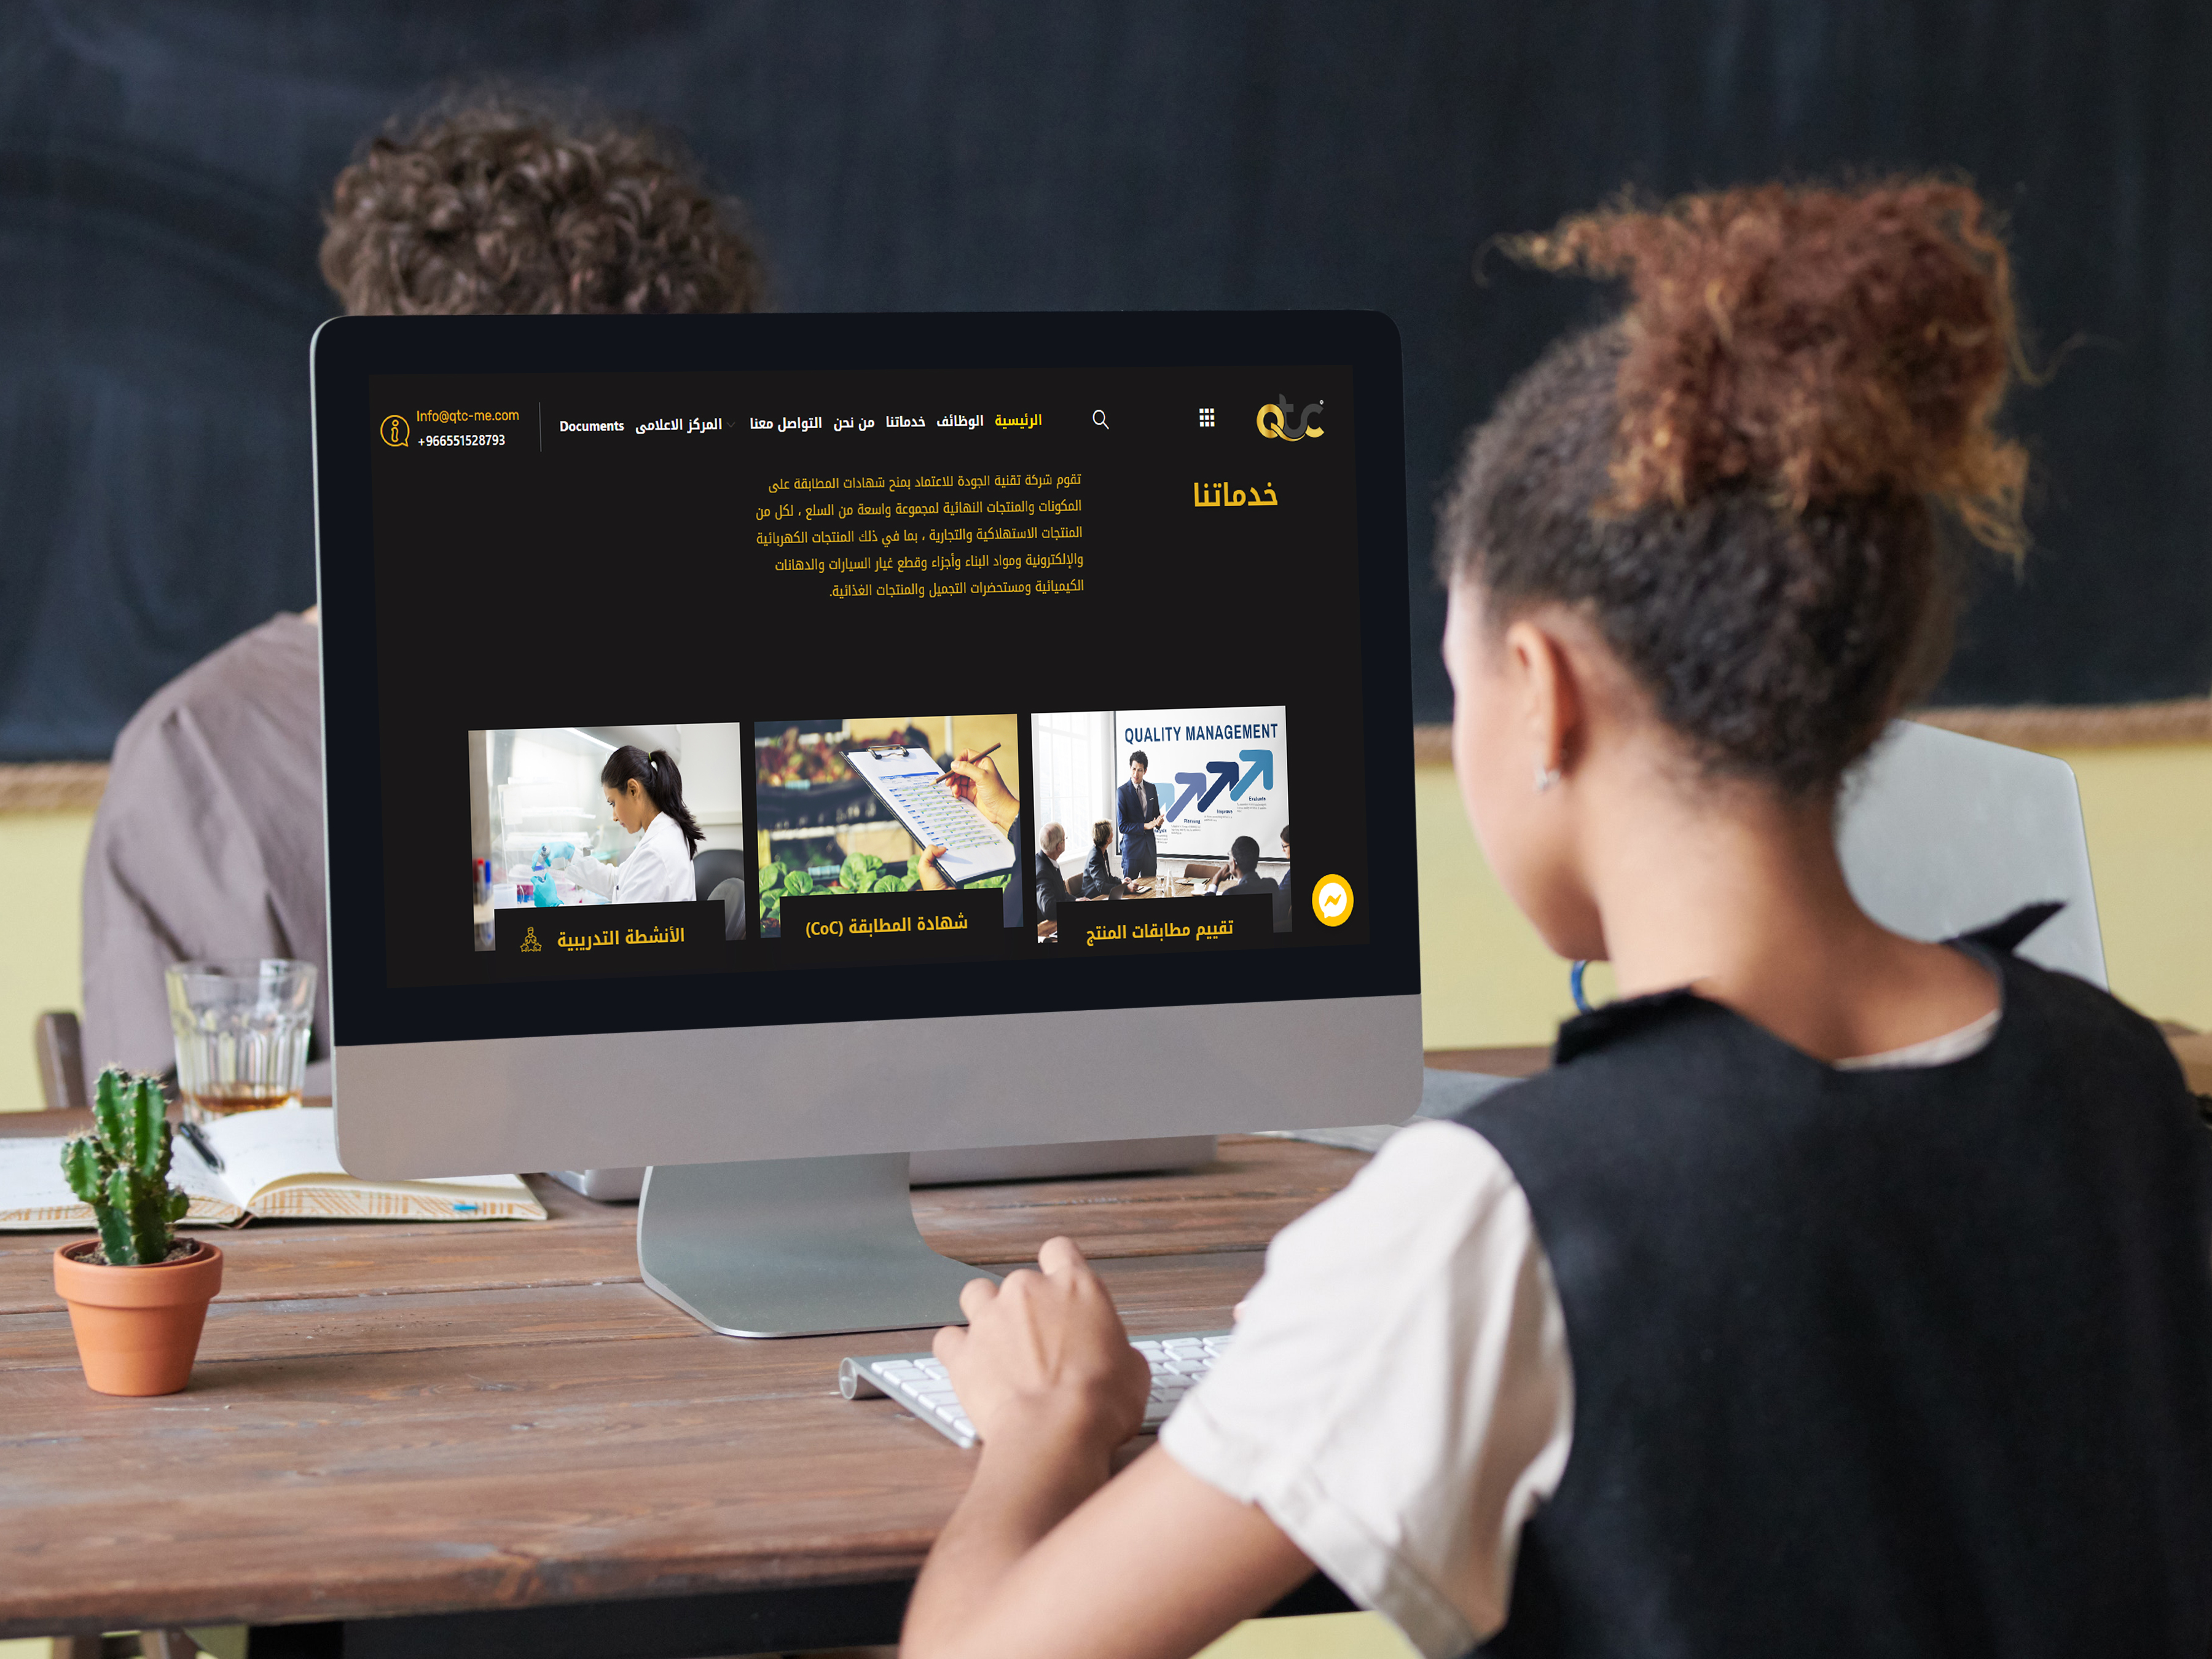 Qtc
الرئيسية الوظائف خدماتنا من نحن التواصل معنا المركز الاعلامى Documents
Info@qtc-me.com
+966551528793
خدماتنا
تقوم شركة تقنية الجودة للاعتماد بمنح شهادات المطابقة على
المكونات والمنتجات النهائية لمجموعة واسعة من السلع ، لكل من
المنتجات الاستهلاكية والتجارية ، بما في ذلك المنتجات الكهربائية
والإلكترونية ومواد البناء وأجزاء وقطع غيار السيارات والدهانات
الكيميائية ومستحضرات التجميل والمنتجات الغذائية.
QUALITY MANAGEMENT
Evaluate
تقييم مطابقات المنتج
شهادة المطابقة (CoC)
الأنشطة التدريبية